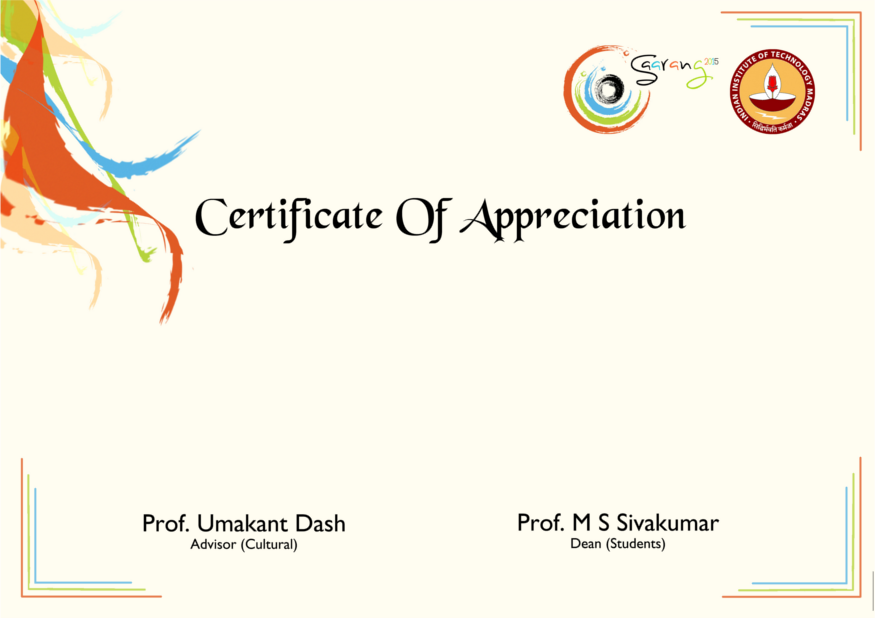 Saarang 2015
INDIAN INSTITUTE OF TECHNOLOGY MADRAS
सिद्धिर्भवति कर्मजा
Certificate Of Appreciation
Prof. Umakant Dash
Advisor (Cultural)
Prof. M S Sivakumar
Dean (Students)